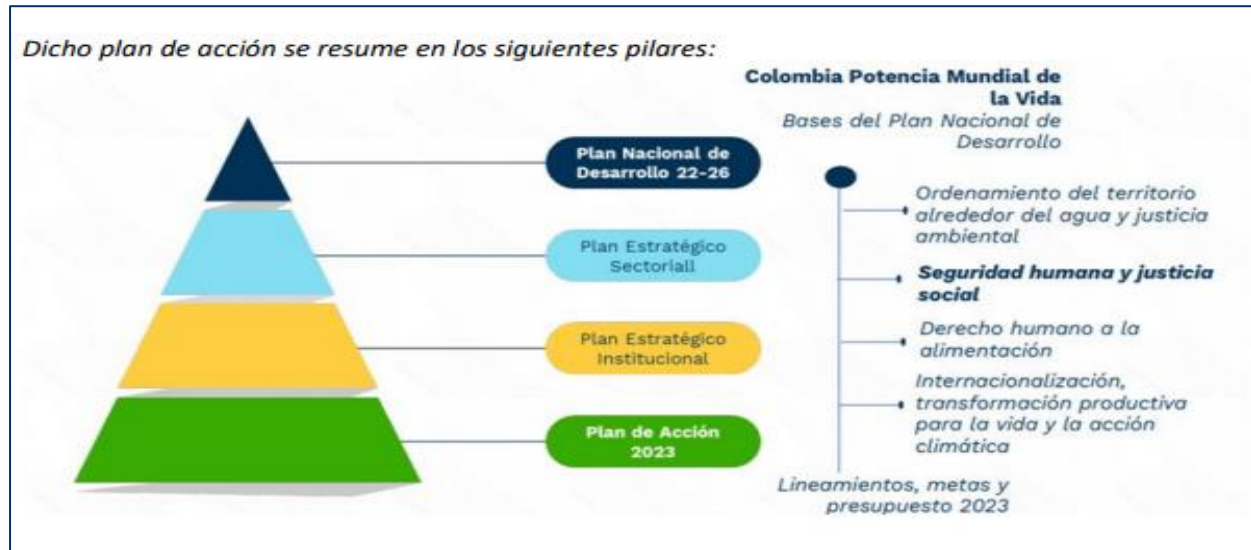 Dicho plan de acción se resume en los siguientes pilares:
Plan Nacional de
Desarrollo 22-26
Plan Estratégico
Sectoriall
Plan Estratégico
Institucional
Plan de Acción
2023
Colombia Potencia Mundial de
la Vida
Bases del Plan Nacional de
Desarrollo
Ordenamiento del territorio
alrededor del agua y justicia
ambiental
Seguridad humana y justicia
social
Derecho humano a la
alimentación
Internacionalización,
transformación productiva
para la vida y la acción
climática
Lineamientos, metas y
presupuesto 2023